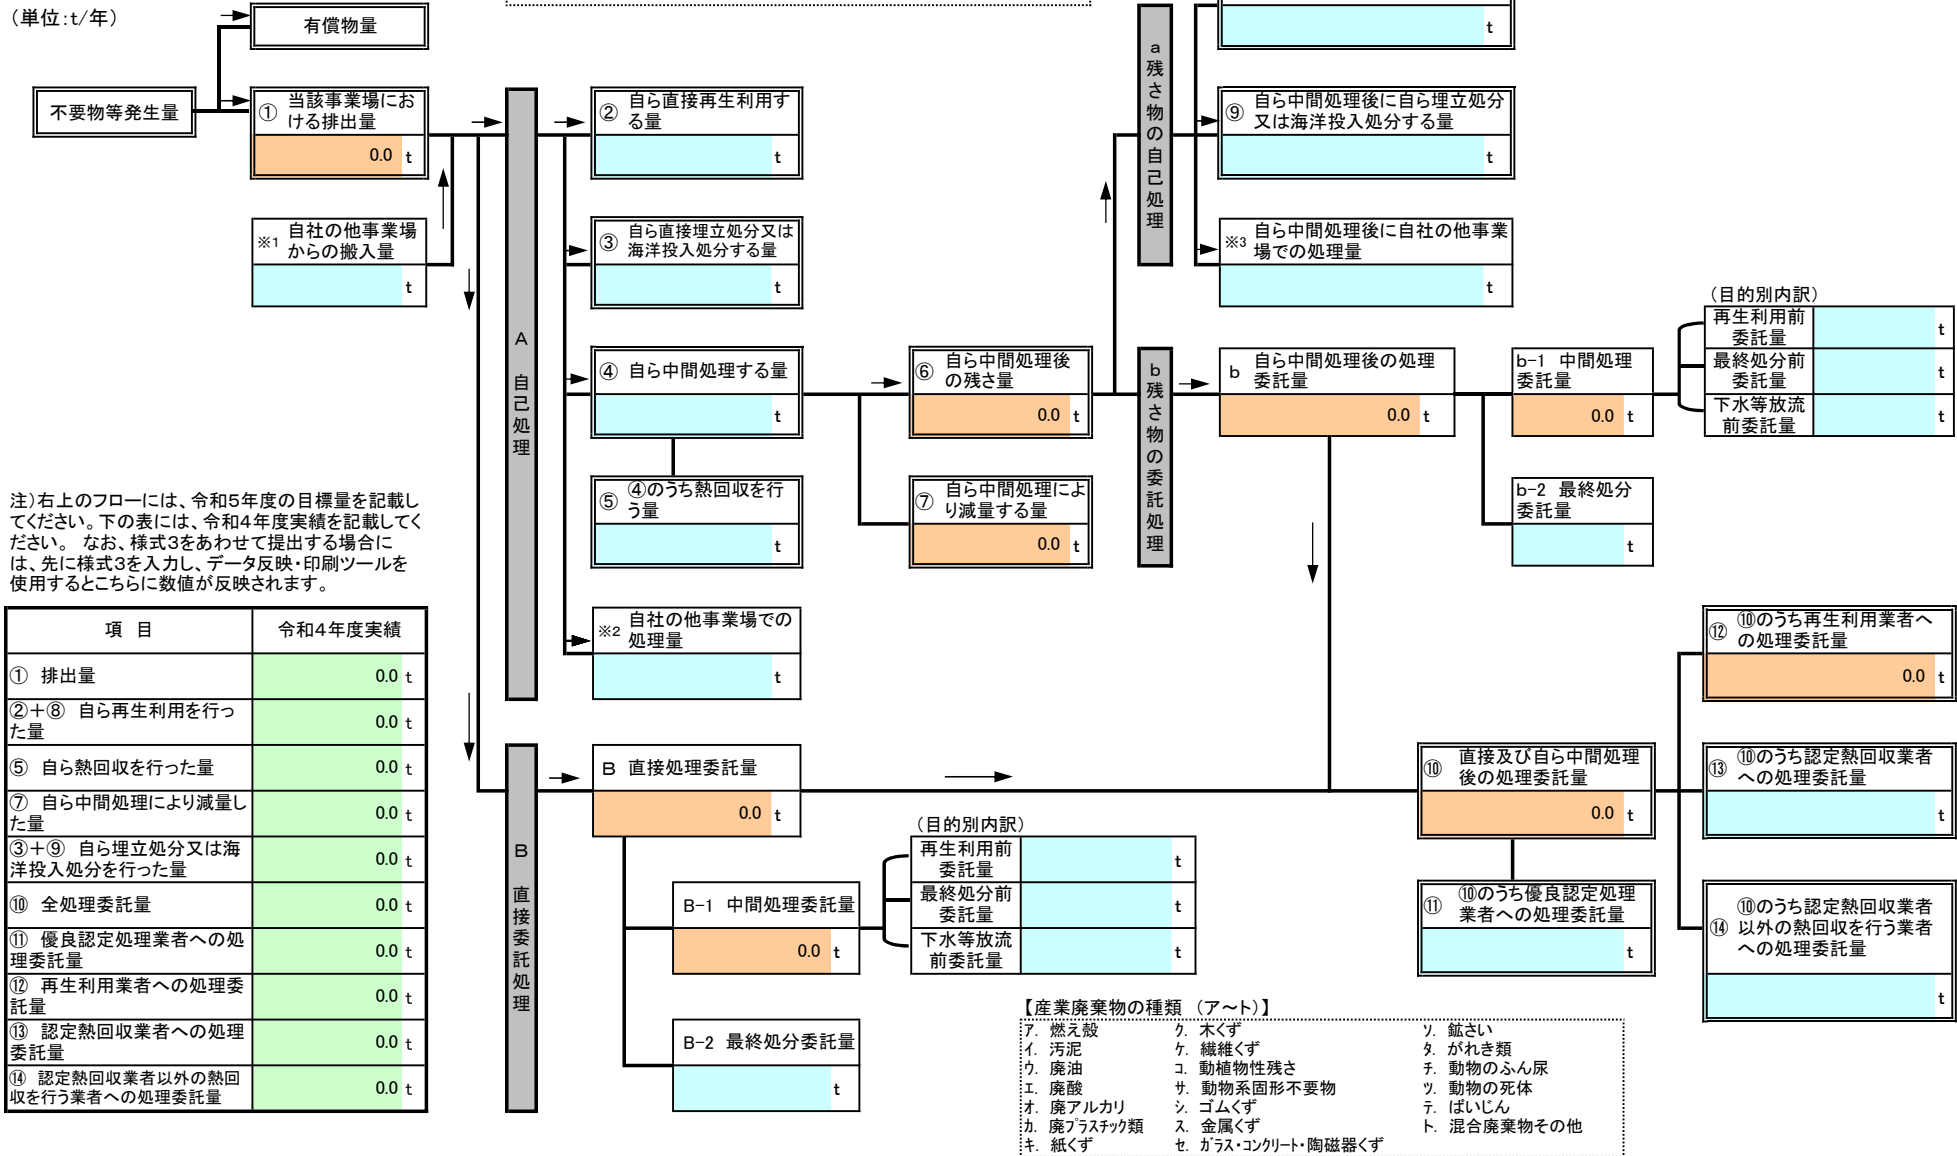 （単位:t/年）
有償物量
不要物等発生量
① 当該事業場にお
ける排出量
0.0 t
※1 自社の他事業場
からの搬入量
t
A 自己処理
② 自ら直接再生利用す
る量
t
③ 自ら直接埋立処分又は
海洋投入処分する量
t
④ 自ら中間処理する量
t
⑤ ④のうち熱回収を行
う量
t
※2 自社の他事業場での
処理量
t
⑥ 自ら中間処理後
の残さ量
0.0 t
⑦ 自ら中間処理によ
り減量する量
0.0 t
a 残さ物の自己処理
t
⑨ 自ら中間処理後に自ら埋立処分
又は海洋投入処分する量
t
※3 自ら中間処理後に自社の他事業
場での処理量
t
b 残さ物の委託処理
b 自ら中間処理後の処理
委託量
0.0 t
b-1 中間処理
委託量
0.0 t
（目的別内訳）
再生利用前
委託量
t
最終処分前
委託量
t
下水等放流
前委託量
t
b-2 最終処分
委託量
t
注）右上のフローには、令和5年度の目標量を記載し
てください。下の表には、令和4年度実績を記載してく
ださい。 なお、様式3をあわせて提出する場合に
は、先に様式3を入力し、データ反映・印刷ツールを
使用するとこちらに数値が反映されます。
項 目 令和4年度実績
① 排出量 0.0 t
②＋⑧ 自ら再生利用を行っ
た量 0.0 t
⑤ 自ら熱回収を行った量 0.0 t
⑦ 自ら中間処理により減量し
た量 0.0 t
③＋⑨ 自ら埋立処分又は海
洋投入処分を行った量 0.0 t
⑩ 全処理委託量 0.0 t
⑪ 優良認定処理業者への処
理委託量 0.0 t
⑫ 再生利用業者への処理委
託量 0.0 t
⑬ 認定熱回収業者への処理
委託量 0.0 t
⑭ 認定熱回収業者以外の熱回
収を行う業者への処理委託量 0.0 t
B 直接委託処理
B 直接処理委託量
0.0 t
B-1 中間処理委託量
0.0 t
（目的別内訳）
再生利用前
委託量
t
最終処分前
委託量
t
下水等放流
前委託量
t
B-2 最終処分委託量
t
⑩ 直接及び自ら中間処理
後の処理委託量
0.0 t
⑪ ⑩のうち優良認定処理
業者への処理委託量
t
⑫ ⑩のうち再生利用業者へ
の処理委託量
0.0 t
⑬ ⑩のうち認定熱回収業者
への処理委託量
t
⑭ ⑩のうち認定熱回収業者
以外の熱回収を行う業者
への処理委託量
t
【産業廃棄物の種類 （ア～ト）】
ア. 燃え殻 ク. 木くず ソ. 鉱さい
イ. 汚泥 ケ. 繊維くず タ. がれき類
ウ. 廃油 コ. 動植物性残さ チ. 動物のふん尿
エ. 廃酸 サ. 動物系固形不要物 ツ. 動物の死体
オ. 廃アルカリ シ. ゴムくず テ. ばいじん
カ. 廃プラスチック類 ス. 金属くず ト. 混合廃棄物その他
キ. 紙くず セ. ガラス・コンクリート・陶磁器くず